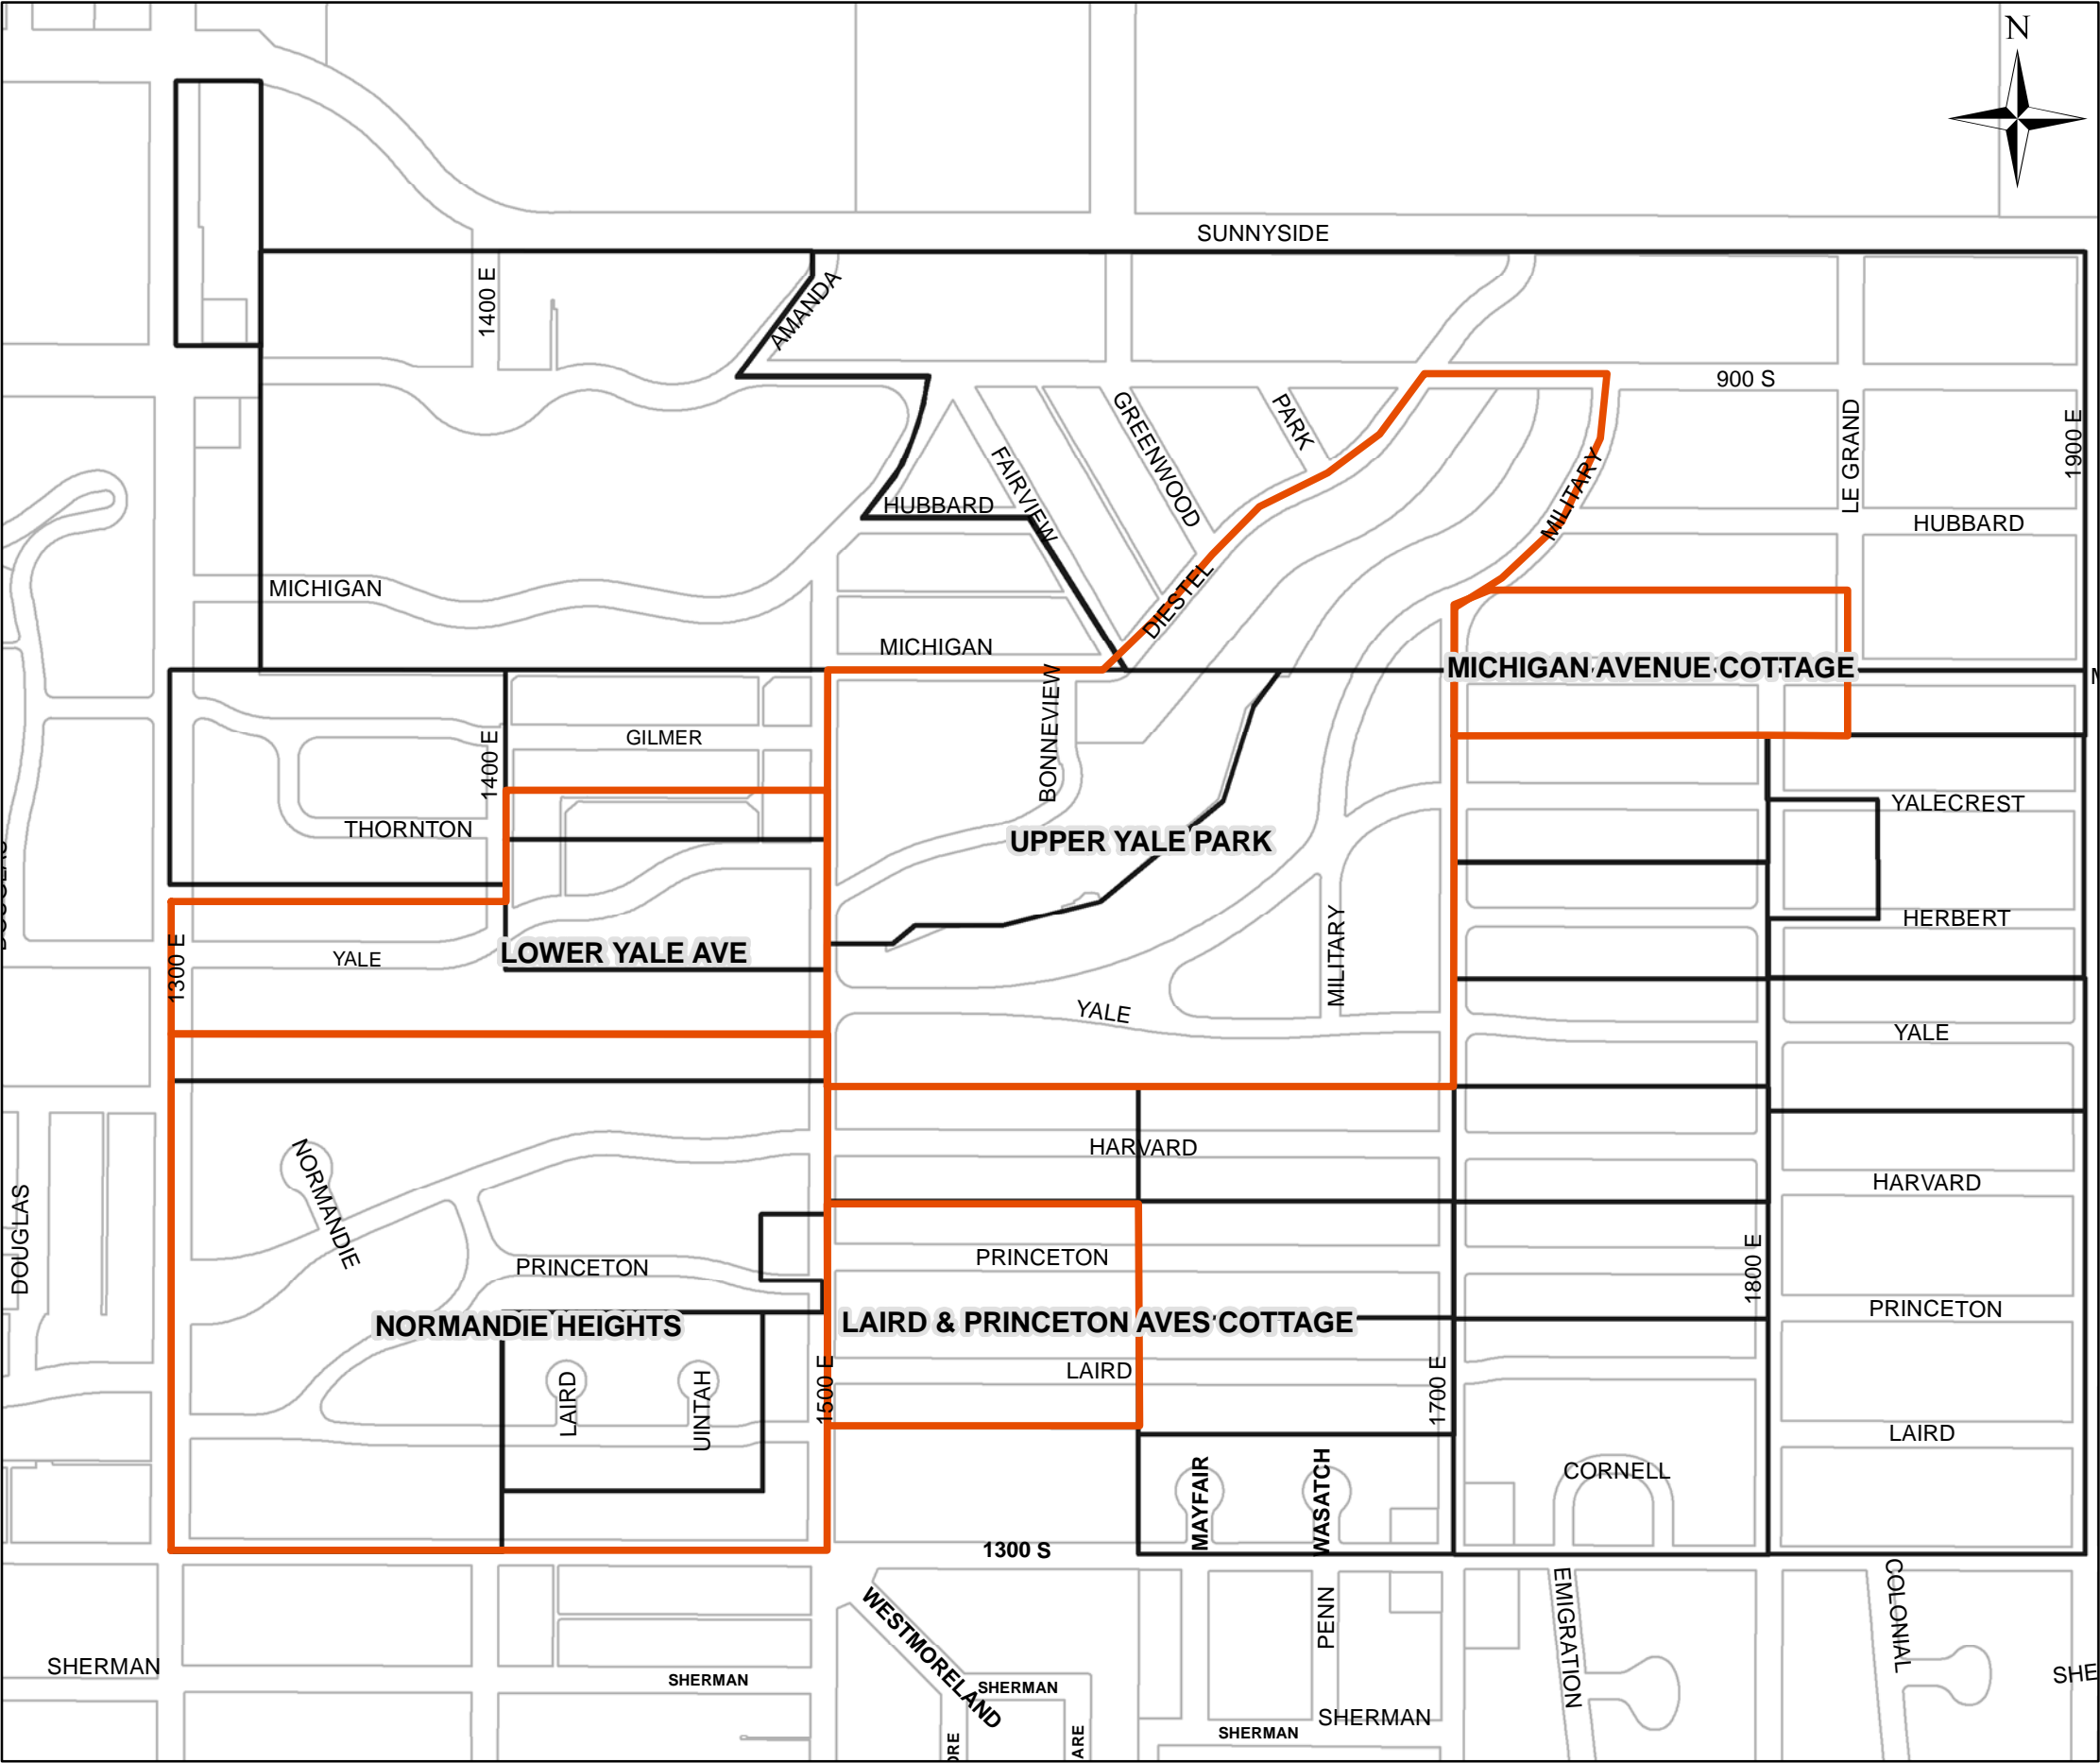 N
SUNNYSIDE
1400 E
AMANDA
900 S
PARK
GREENWOOD
LE GRAND
1900 E
FAIRVIEW
MILITARY
HUBBARD
HUBBARD
MICHIGAN
DIESTEL
MICHIGAN
MICHIGAN AVENUE COTTAGE
BONNEVIEW
GILMER
1400 E
YALECREST
THORNTON
UPPER YALE PARK
HERBERT
LOWER YALE AVE
YALE
1300 E
MILITARY
YALE
YALE
HARVARD
NORMANDIE
HARVARD
DOUGLAS
PRINCETON
PRINCETON
1800 E
PRINCETON
NORMANDIE HEIGHTS
LAIRD & PRINCETON AVES COTTAGE
LAIRD
1500 E
1700 E
LAIRD
UINTAH
LAIRD
CORNELL
MAYFAIR
WASATCH
1300 S
WESTMORELAND
PENN
EMIGRATION
COLONIAL
SHERMAN
SHERMAN
SHERMAN
SHE
SHERMAN
SHERMAN
ORE
ARE